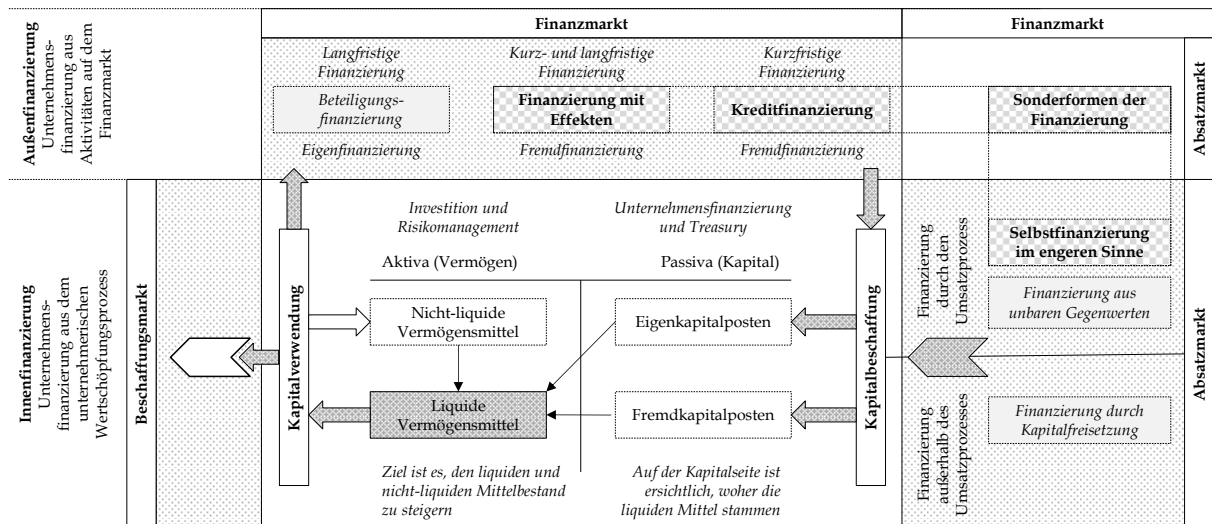 Finanzmarkt
Finanzmarkt
Außenfinanzierung
Unternehmens-
finanzierung aus
Aktivitäten auf dem
Finanzmarkt
Langfristige
Finanzierung
Beteiligungs-
finanzierung
Eigenfinanzierung
Kurz- und langfristige
Finanzierung
Finanzierung mit
Effekten
Fremdfinanzierung
Kurzfristige
Finanzierung
Kreditfinanzierung
Fremdfinanzierung
Sonderformen der
Finanzierung
Absatzmarkt
Innenfinanzierung
Unternehmens-
finanzierung aus dem
unternehmerischen
Wertschöpfungsprozess
Beschaffungsmarkt
Kapitalverwendung
Investition und
Risikomanagement
Aktiva (Vermögen)
Nicht-liquide
Vermögensmittel
Liquide
Vermögensmittel
Ziel ist es, den liquiden und
nicht-liquiden Mittelbestand
zu steigern
Unternehmensfinanzierung
und Treasury
Passiva (Kapital)
Eigenkapitalposten
Fremdkapitalposten
Auf der Kapitalseite ist
ersichtlich, woher die
liquiden Mittel stammen
Kapitalbeschaffung
Finanzierung
durch den
Umsatzprozess
Selbstfinanzierung
im engeren Sinne
Finanzierung aus
unbaren Gegenwerten
Finanzierung
außerhalb des
Umsatzprozesses
Finanzierung durch
Kapitalfreisetzung
Absatzmarkt